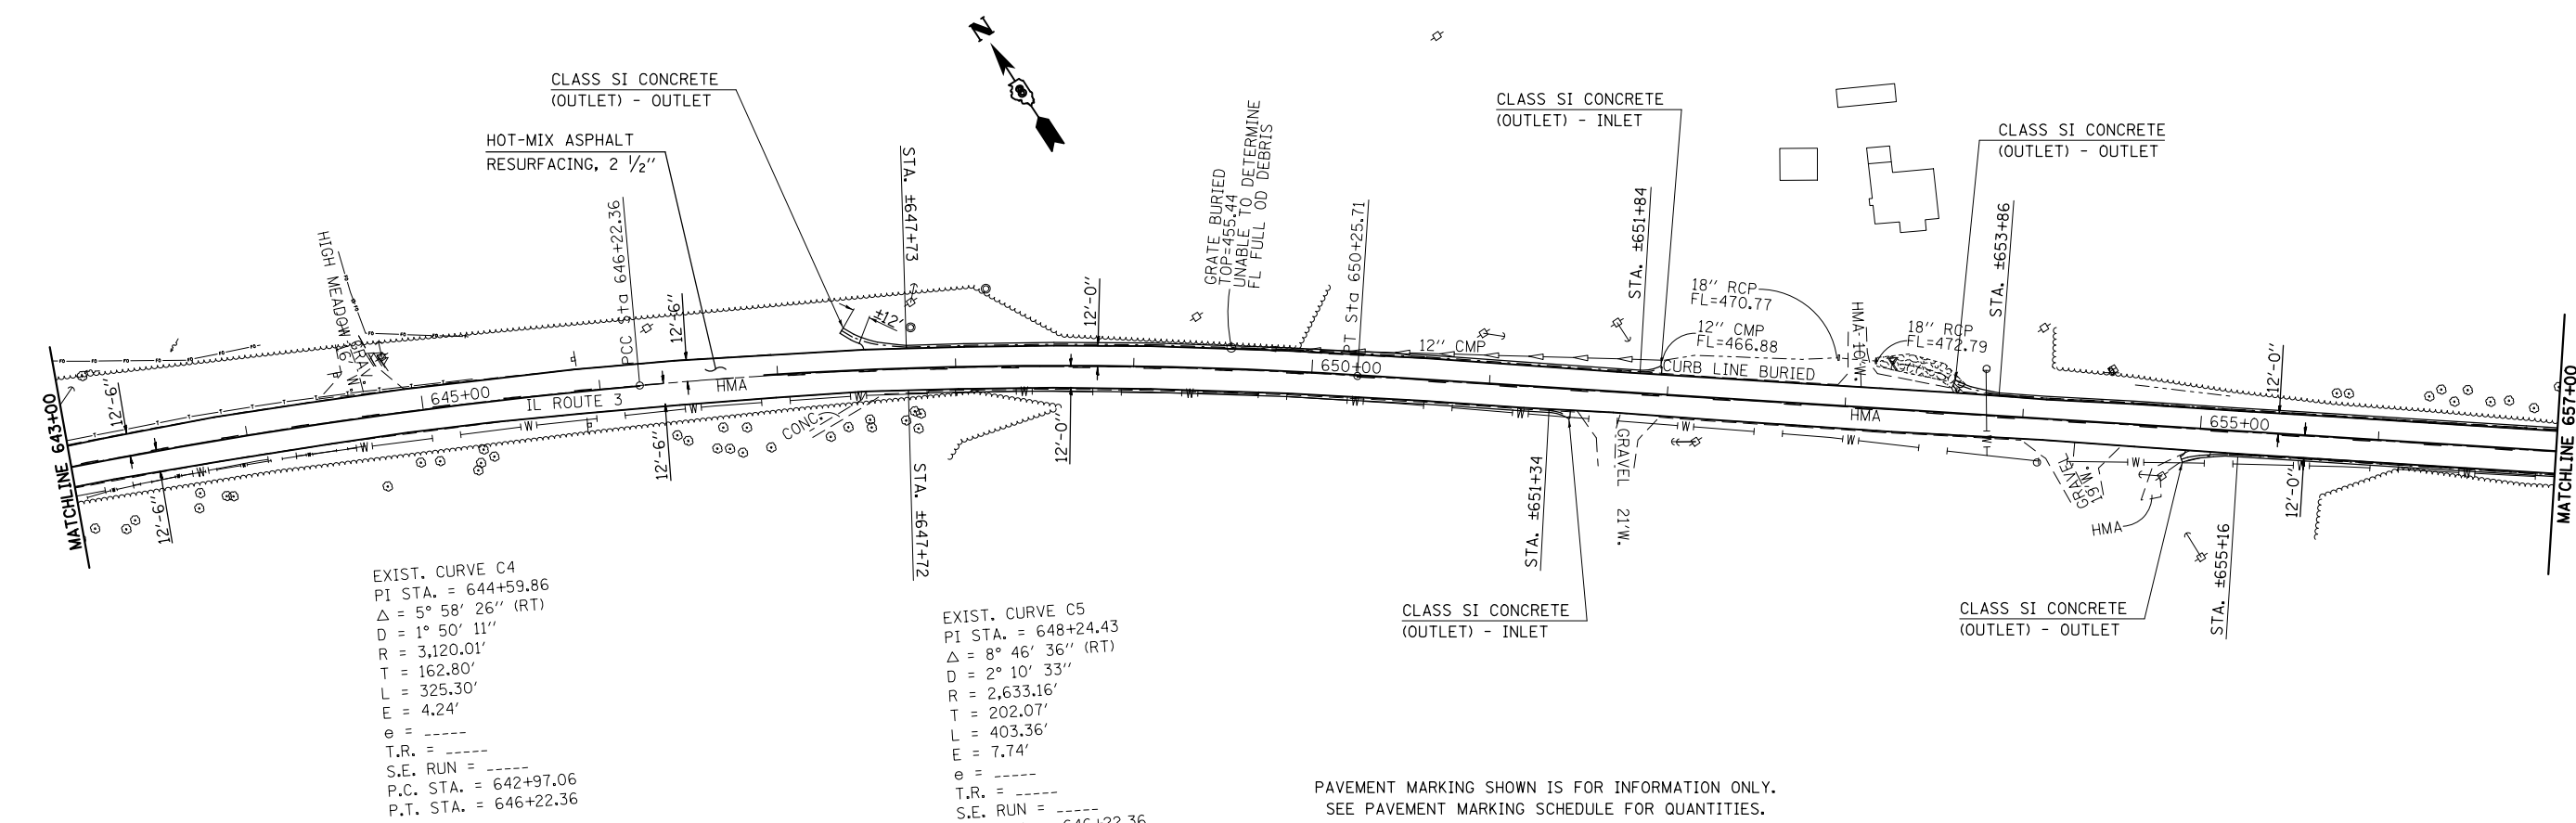 N
CLASS SI CONCRETE
(OUTLET) - OUTLET
HOT-MIX ASPHALT
RESURFACING, 2 1/2"
CLASS SI CONCRETE
(OUTLET) - INLET
CLASS SI CONCRETE
(OUTLET) - OUTLET
STA. ±647+73
GRATE BURIED
TOP=455.44
UNABLE TO DETERMINE
FL FULL OD DEBRIS
PCC Sta 646+22.36
PT Sta 650+25.71
STA. ±651+84
STA. ±653+86
HIGH MEADOW
GRAV.
16' W.
12'-6"
±12'
12'-0"
18" RCP
FL=470.77
12" CMP
FL=466.88
HMA 10'W.
18" RCP
FL=472.79
12'-0"
12" CMP
CURB LINE BURIED
MATCHLINE 643+00
12'-6"
645+00
HMA
IL ROUTE 3
650+00
HMA
655+00
MATCHLINE 657+00
CONC.
12'-6"
12'-6"
12'-0"
GRAVEL 21'W.
GRAVEL
19'W.
HMA
12'-0"
STA. ±647+72
STA. ±651+34
STA. ±655+16
W
W
W
W
W
W
W
W
W
W
W
W
W
EXIST. CURVE C4
PI STA. = 644+59.86
Δ = 5° 58' 26" (RT)
D = 1° 50' 11"
R = 3,120.01'
T = 162.80'
L = 325.30'
E = 4.24'
e = -----
T.R. = -----
S.E. RUN = -----
P.C. STA. = 642+97.06
P.T. STA. = 646+22.36
EXIST. CURVE C5
PI STA. = 648+24.43
Δ = 8° 46' 36" (RT)
D = 2° 10' 33"
R = 2,633.16'
T = 202.07'
L = 403.36'
E = 7.74'
e = -----
T.R. = -----
S.E. RUN = -----
646+22.36
CLASS SI CONCRETE
(OUTLET) - INLET
CLASS SI CONCRETE
(OUTLET) - OUTLET
PAVEMENT MARKING SHOWN IS FOR INFORMATION ONLY.
SEE PAVEMENT MARKING SCHEDULE FOR QUANTITIES.